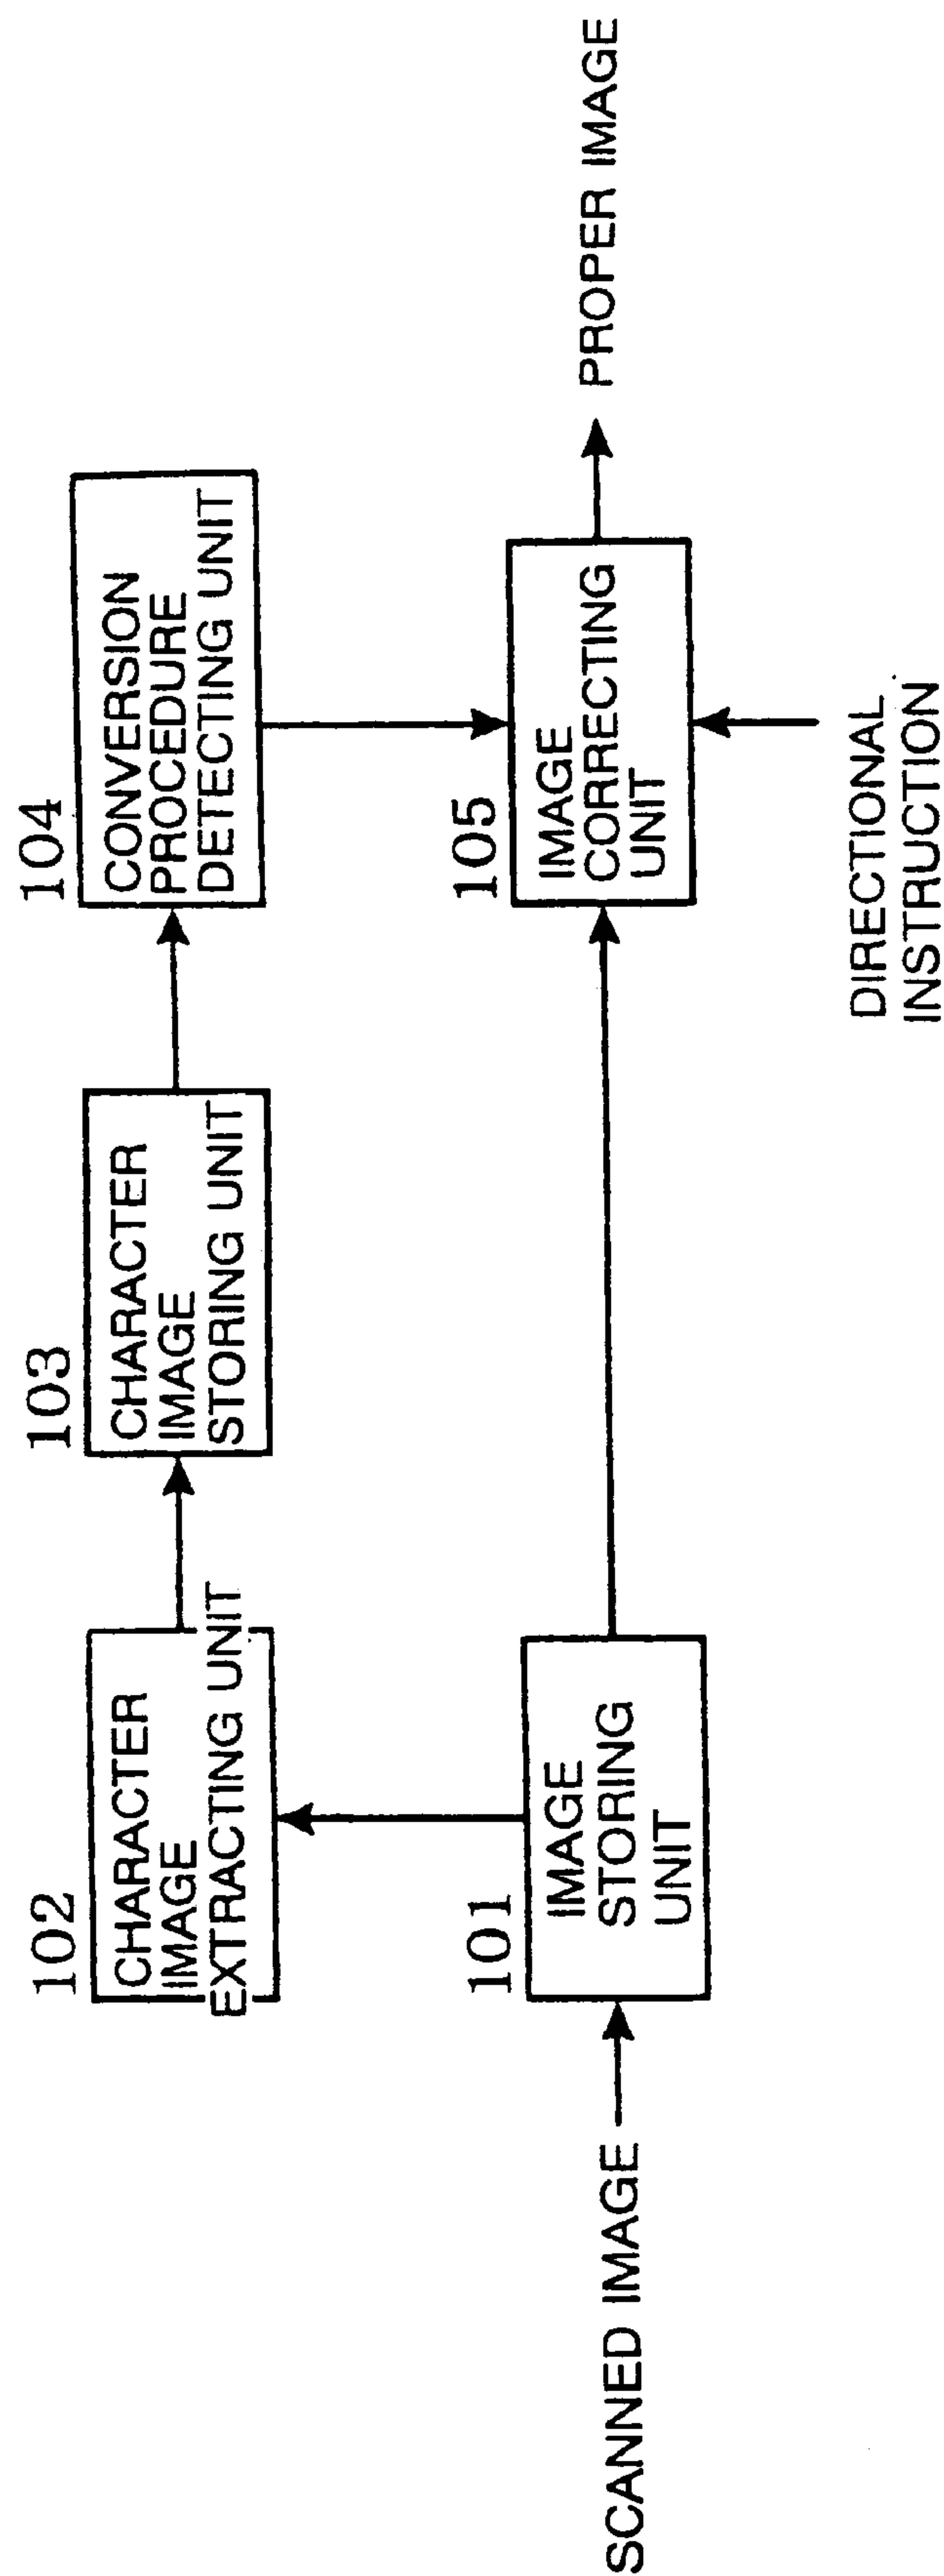 102
CHARACTER
IMAGE
EXTRACTING UNIT
103
CHARACTER
IMAGE
STORING UNIT
104
CONVERSION
PROCEDURE
DETECTING UNIT
SCANNED IMAGE
101
IMAGE
STORING
UNIT
105
IMAGE
CORRECTING
UNIT
PROPER IMAGE
DIRECTIONAL
INSTRUCTION